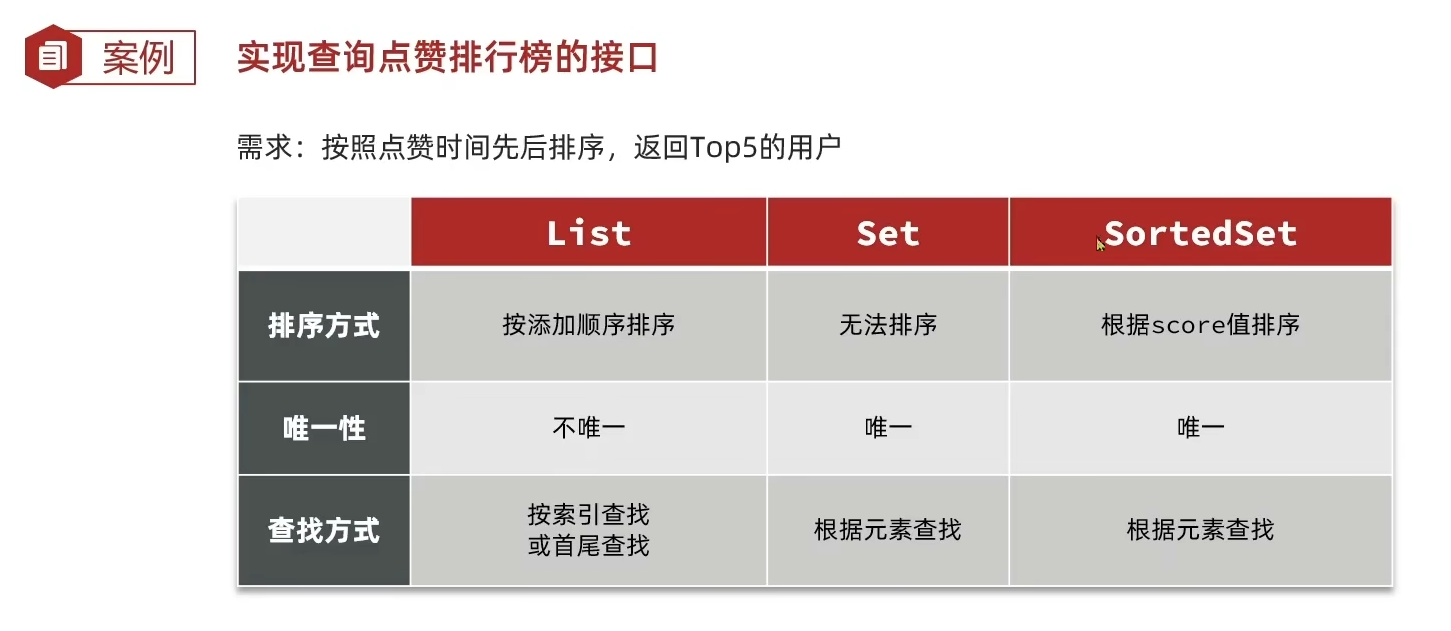 案例
实现查询点赞排行榜的接口
需求：按照点赞时间先后排序，返回Top5的用户
List Set SortedSet
排序方式 按添加顺序排序 无法排序 根据score值排序
唯一性 不唯一 唯一 唯一
查找方式 按索引查找
或首尾查找 根据元素查找 根据元素查找